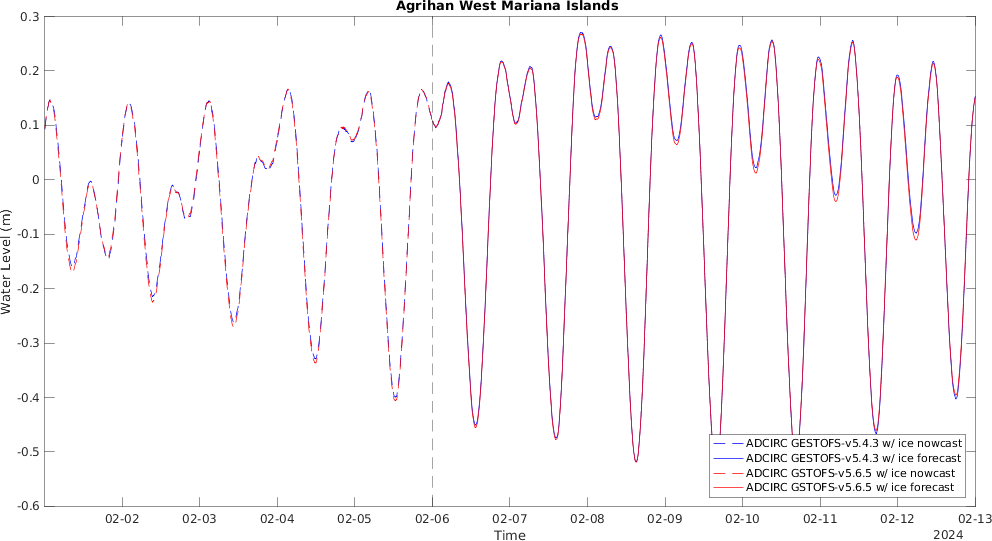 Agrihan West Mariana Islands
0.3
0.2
0.1
0
-0.1
-0.2
-0.3
-0.4
-0.5
-0.6
Water Level (m)
ADCIRC GESTOFS-v5.4.3 w/ ice nowcast
ADCIRC GESTOFS-v5.4.3 w/ ice forecast
ADCIRC GSTOFS-v5.6.5 w/ ice nowcast
ADCIRC GSTOFS-v5.6.5 w/ ice forecast
02-02 02-03 02-04 02-05 02-06 02-07 02-08 02-09 02-10 02-11 02-12 02-13
Time
2024